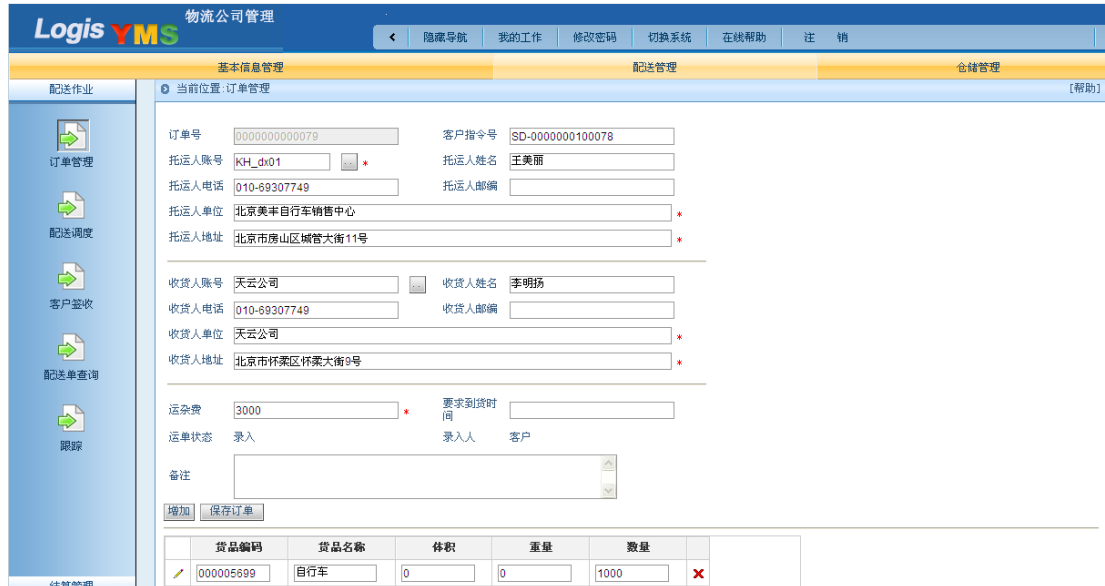 Logis YMS 物流公司管理
隐藏导航 我的工作 修改密码 切换系统 在线帮助 注 销
基本信息管理 配送管理 仓储管理
配送作业 当前位置:订单管理 [帮助]
订单管理
配送调度
客户签收
配送单查询
跟踪
订单号 0000000000079 客户指令号 SD-0000000100078
托运人账号 KH_dx01 .. * 托运人姓名 王美丽
托运人电话 010-69307749 托运人邮编
托运人单位 北京美丰自行车销售中心 *
托运人地址 北京市房山区城管大街11号 *
收货人账号 天云公司 .. 收货人姓名 李明扬
收货人电话 010-69307749 收货人邮编
收货人单位 天云公司 *
收货人地址 北京市怀柔区怀柔大街9号 *
运杂费 3000 * 要求到货时间
运单状态 录入 录入人 客户
备注
增加 保存订单
货品编码 货品名称 体积 重量 数量
000005699 自行车 0 0 1000
结算管理